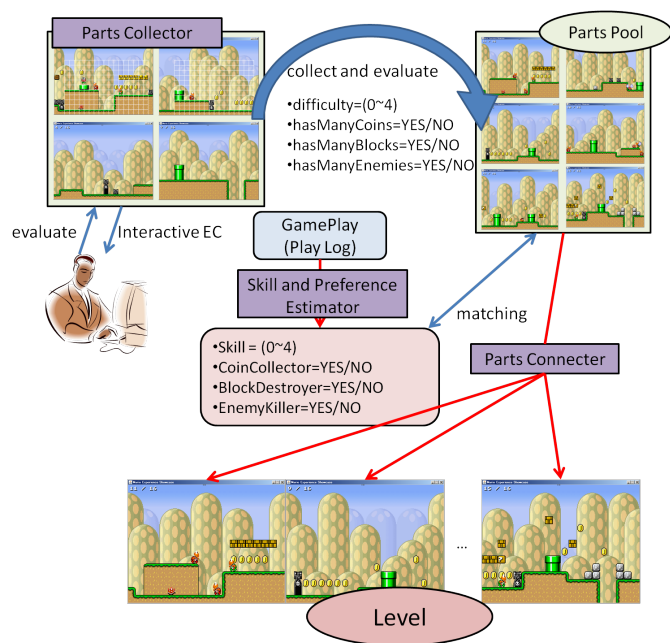 Parts Collector
Parts Pool
collect and evaluate
•difficulty=(0~4)
•hasManyCoins=YES/NO
•hasManyBlocks=YES/NO
•hasManyEnemies=YES/NO
evaluate
Interactive EC
GamePlay
(Play Log)
Skill and Preference
Estimator
matching
•Skill = (0~4)
•CoinCollector=YES/NO
•BlockDestroyer=YES/NO
•EnemyKiller=YES/NO
Parts Connecter
...
Level